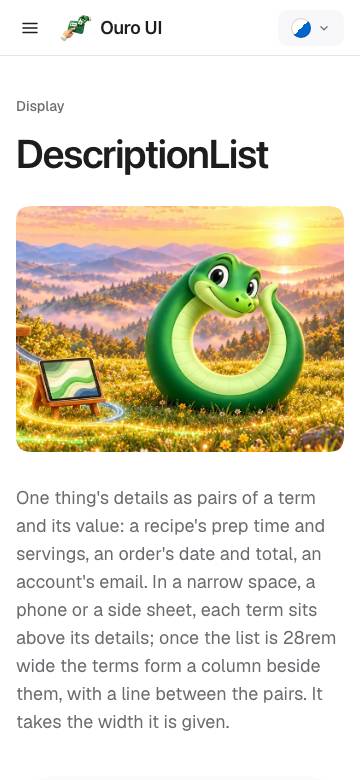 Ouro UI
Display
DescriptionList
One thing's details as pairs of a term
and its value: a recipe's prep time and
servings, an order's date and total, an
account's email. In a narrow space, a
phone or a side sheet, each term sits
above its details; once the list is 28rem
wide the terms form a column beside
them, with a line between the pairs. It
takes the width it is given.